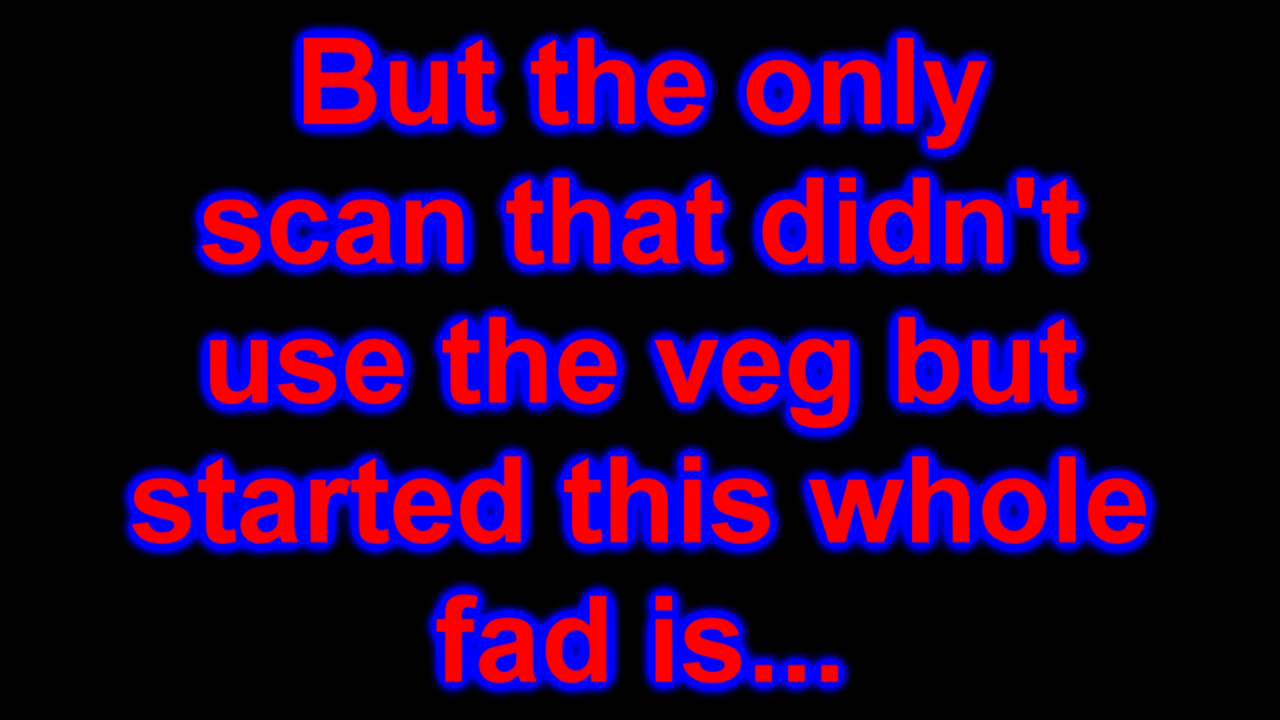 But the only
scan that didn't
use the veg but
started this whole
fad is...